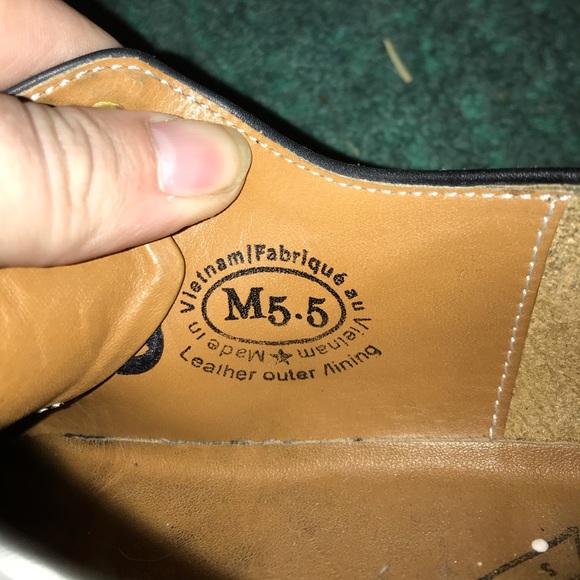 Made in Vietnam/Fabriqué au Vietnam ★
M5.5
Leather outer /lining